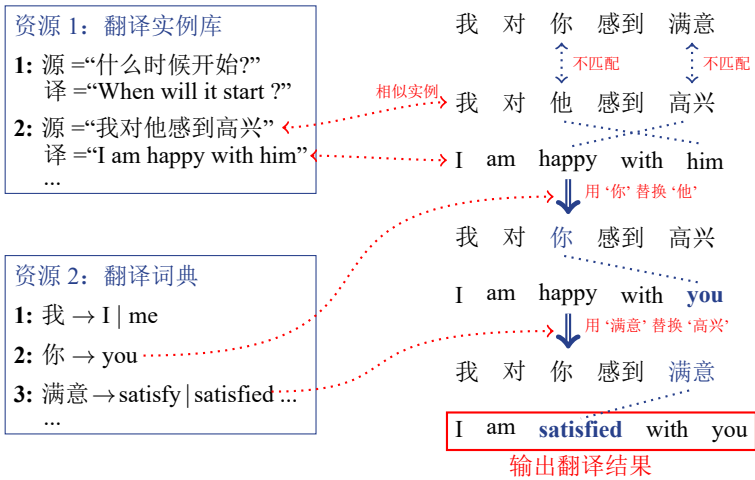 资源 1：翻译实例库
1: 源 =“什么时候开始?”
译 =“When will it start ?”
2: 源 =“我对他感到高兴”
译 =“I am happy with him”
...
资源 2：翻译词典
1: 我 → I | me
2: 你 → you
3: 满意 → satisfy | satisfied ...
...
我 对 你 感到 满意
不匹配 不匹配
相似实例
我 对 他 感到 高兴
I am happy with him
用 ‘你’ 替换 ‘他’
我 对 你 感到 高兴
I am happy with you
用 ‘满意’ 替换 ‘高兴’
我 对 你 感到 满意
I am satisfied with you
输出翻译结果